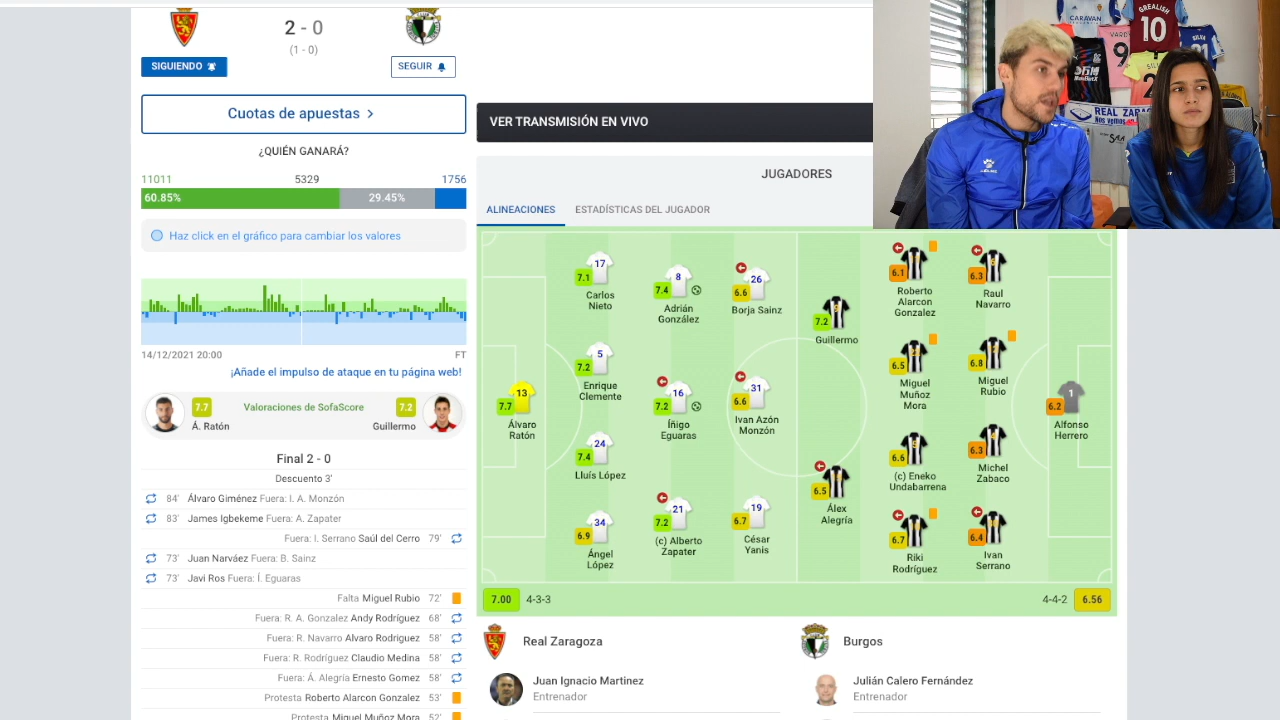 2 - 0
(1 - 0)
SIGUIENDO
SEGUIR
Cuotas de apuestas >
¿QUIÉN GANARÁ?
11011 5329 1756
60.85% 29.45%
Haz click en el gráfico para cambiar los valores
14/12/2021 20:00 FT
¡Añade el impulso de ataque en tu página web!
7.7 Valoraciones de SofaScore 7.2
Á. Ratón Guillermo
Final 2 - 0
Descuento 3'
84' Álvaro Giménez Fuera: I. A. Monzón
83' James Igbekeme Fuera: A. Zapater
Fuera: I. Serrano Saúl del Cerro 79'
73' Juan Narváez Fuera: B. Sainz
73' Javi Ros Fuera: Í. Eguaras
Falta Miguel Rubio 72'
Fuera: R. A. Gonzalez Andy Rodríguez 68'
Fuera: R. Navarro Alvaro Rodriguez 58'
Fuera: R. Rodríguez Claudio Medina 58'
Fuera: Á. Alegría Ernesto Gomez 58'
Protesta Roberto Alarcon Gonzalez 53'
Protesta Miguel Muñoz Mora 52'
VER TRANSMISIÓN EN VIVO
JUGADORES
ALINEACIONES ESTADÍSTICAS DEL JUGADOR
13
7.7
Álvaro
Ratón
17
7.1
Carlos
Nieto
5
7.2
Enrique
Clemente
24
7.4
Lluís López
34
6.9
Ángel
López
8
7.4
Adrián
González
16
7.2
Íñigo
Eguaras
21
7.2
(c) Alberto
Zapater
26
6.6
Borja Sainz
31
6.6
Ivan Azón
Monzón
19
6.7
César
Yanis
7.2
Guillermo
6.5
Álex
Alegría
6.1
Roberto
Alarcon
Gonzalez
6.5
Miguel
Muñoz
Mora
6.6
(c) Eneko
Undabarrena
6.7
Riki
Rodríguez
6.3
Raul
Navarro
6.8
Miguel
Rubio
6.3
Michel
Zabaco
6.4
Ivan
Serrano
1
6.2
Alfonso
Herrero
7.00 4-3-3
4-4-2 6.56
Real Zaragoza
Burgos
Juan Ignacio Martinez
Entrenador
Julián Calero Fernández
Entrenador
CARAVAN
GREALISH
10
VARDY
9
SILVA
REAL ZARA